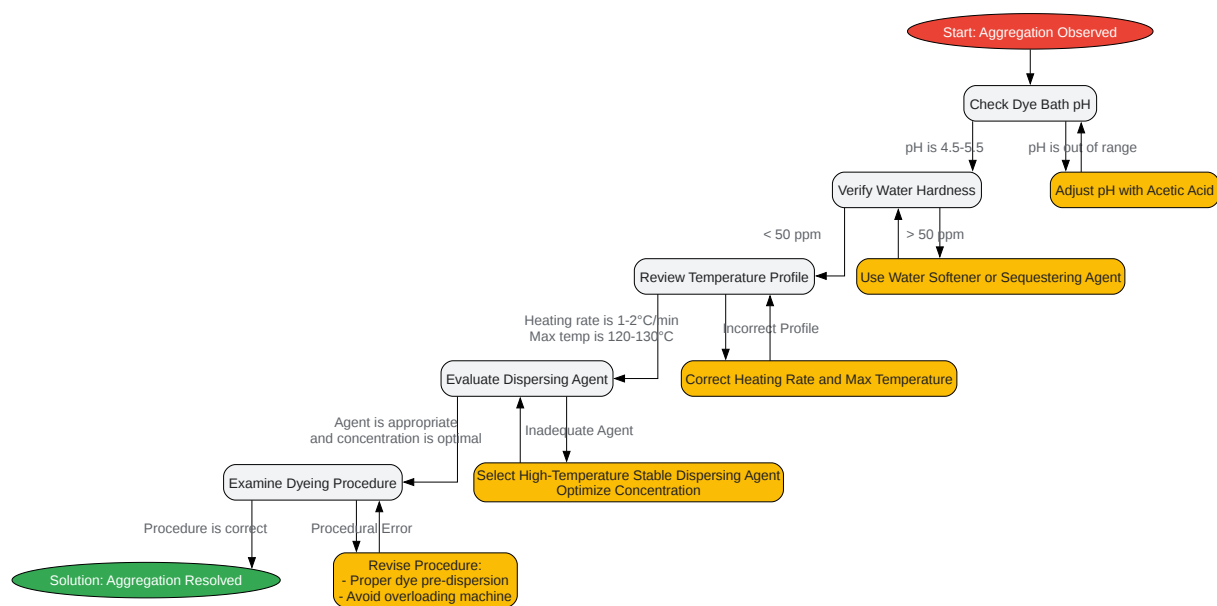 Start: Aggregation Observed
Check Dye Bath pH
pH is 4.5-5.5
pH is out of range
Verify Water Hardness
Adjust pH with Acetic Acid
< 50 ppm
> 50 ppm
Review Temperature Profile
Use Water Softener or Sequestering Agent
Heating rate is 1-2°C/min
Max temp is 120-130°C
Incorrect Profile
Evaluate Dispersing Agent
Correct Heating Rate and Max Temperature
Agent is appropriate
and concentration is optimal
Inadequate Agent
Examine Dyeing Procedure
Select High-Temperature Stable Dispersing Agent
Optimize Concentration
Procedure is correct
Procedural Error
Solution: Aggregation Resolved
Revise Procedure:
- Proper dye pre-dispersion
- Avoid overloading machine